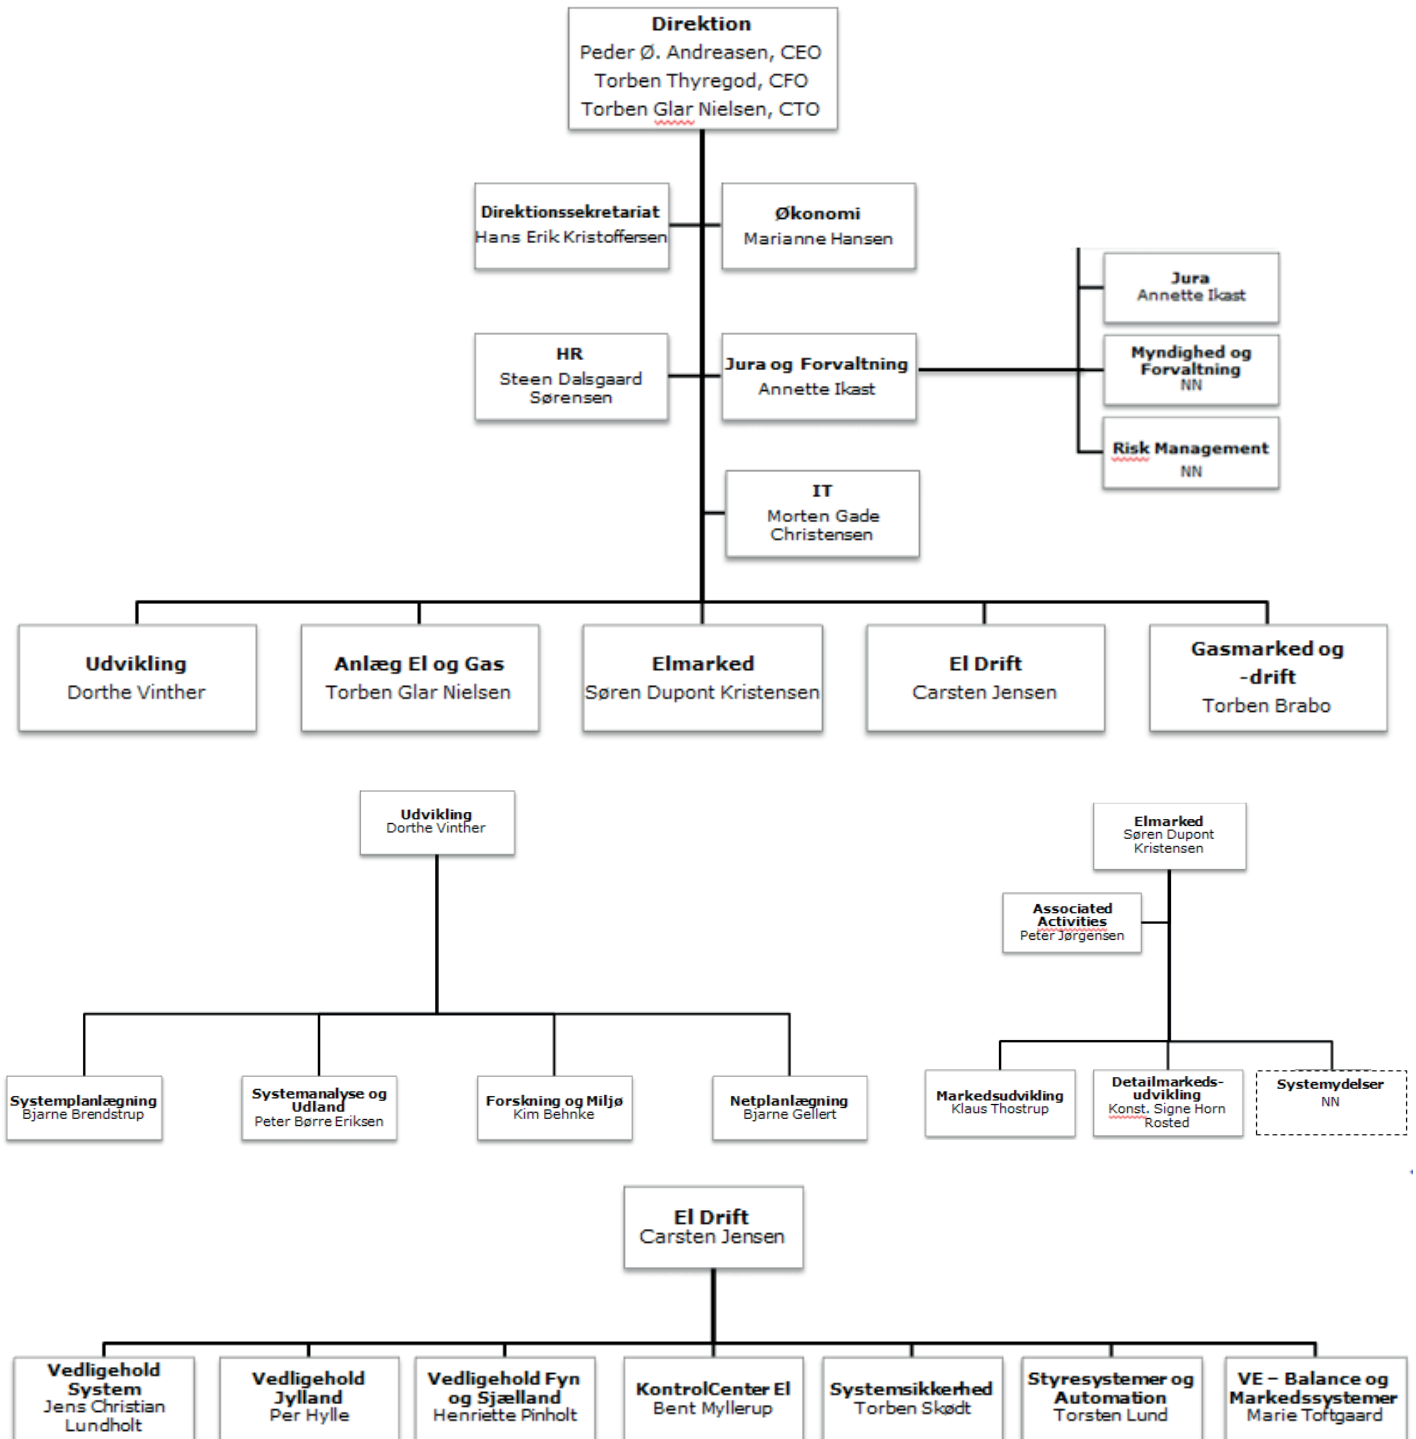 Direktion
Peder Ø. Andreasen, CEO
Torben Thyregod, CFO
Torben Glar Nielsen, CTO
Direktionssekretariat
Hans Erik Kristoffersen
Økonomi
Marianne Hansen
Jura
Annette Ikast
HR
Steen Dalsgaard
Sørensen
Jura og Forvaltning
Annette Ikast
Myndighed og
Forvaltning
NN
Risk Management
NN
IT
Morten Gade
Christensen
Udvikling
Dorthe Vinther
Anlæg El og Gas
Torben Glar Nielsen
Elmarked
Søren Dupont Kristensen
El Drift
Carsten Jensen
Gasmarked og
-drift
Torben Brabo
Udvikling
Dorthe Vinther
Systemplanlægning
Bjarne Brendstrup
Systemanalyse og
Udland
Peter Børre Eriksen
Forskning og Miljø
Kim Behnke
Netplanlægning
Bjarne Gellert
Elmarked
Søren Dupont
Kristensen
Associated
Activities
Peter Jørgensen
Markedsudvikling
Klaus Thostrup
Detailmarkeds-
udvikling
Konst. Signe Horn
Rosted
Systemydelser
NN
El Drift
Carsten Jensen
Vedligehold
System
Jens Christian
Lundholt
Vedligehold
Jylland
Per Hylle
Vedligehold Fyn
og Sjælland
Henriette Pinholt
KontrolCenter El
Bent Myllerup
Systemsikkerhed
Torben Skødt
Styresystemer og
Automation
Torsten Lund
VE – Balance og
Markedssystemer
Marie Toftgaard